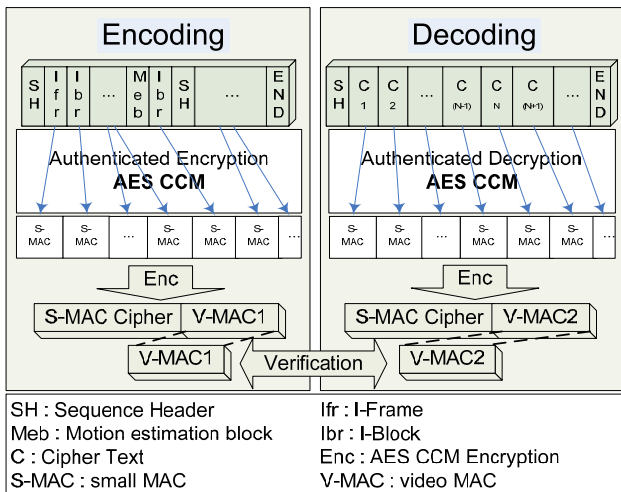 Encoding
SH Ifr Ibr ... Meb Ibr SH ... END
Authenticated Encryption
AES CCM
S-MAC S-MAC ... S-MAC S-MAC S-MAC ...
Enc
S-MAC Cipher V-MAC1
V-MAC1
Decoding
SH C1 C2 ... C(N-1) CN C(N+1) ... END
Authenticated Decryption
AES CCM
S-MAC S-MAC ... S-MAC S-MAC S-MAC ...
Enc
S-MAC Cipher V-MAC2
V-MAC2
Verification
SH : Sequence Header
Meb : Motion estimation block
C : Cipher Text
S-MAC : small MAC
Ifr : I-Frame
Ibr : I-Block
Enc : AES CCM Encryption
V-MAC : video MAC